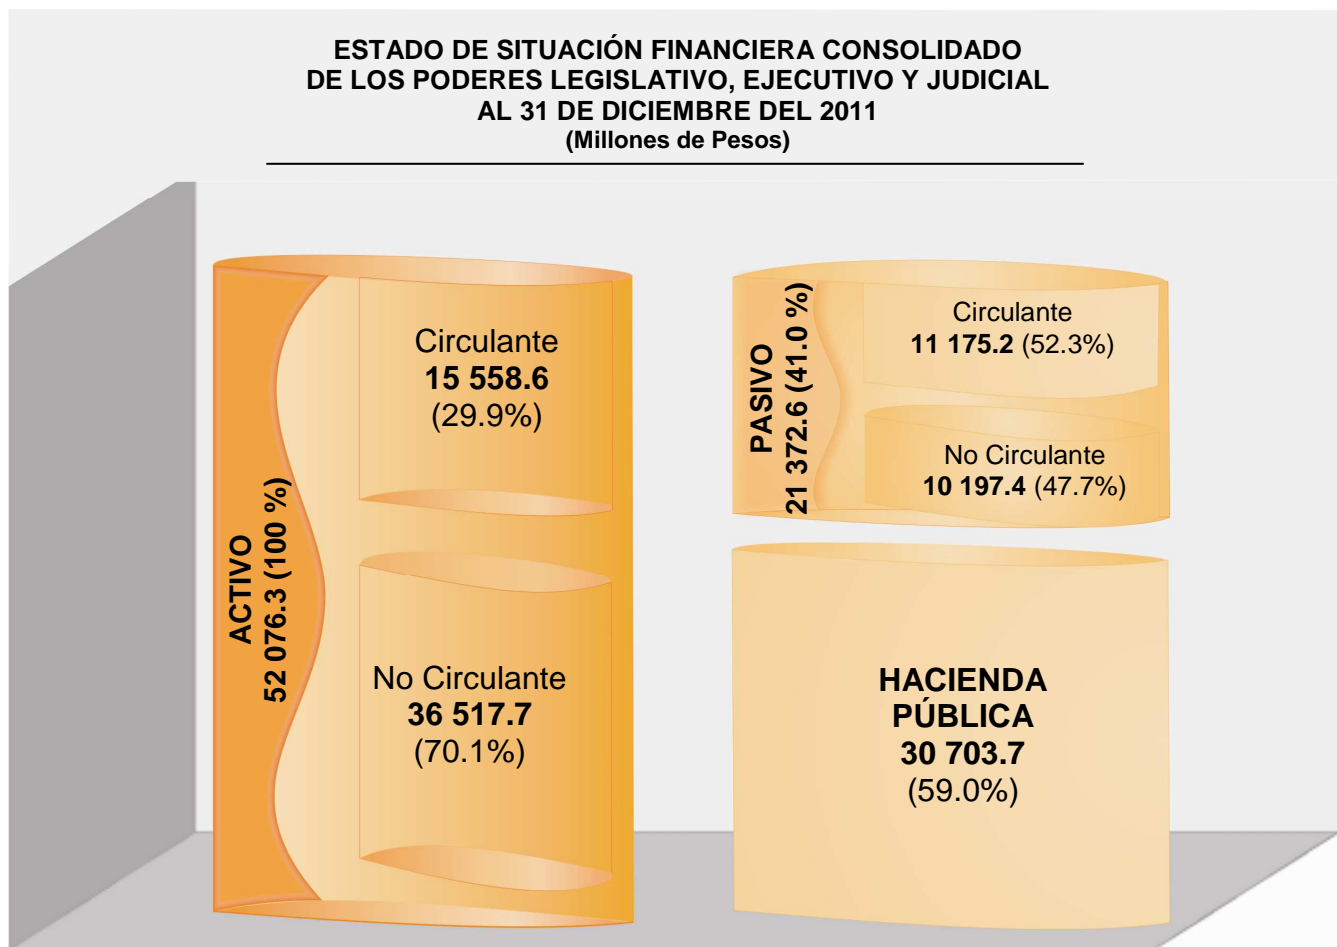 ESTADO DE SITUACIÓN FINANCIERA CONSOLIDADO
DE LOS PODERES LEGISLATIVO, EJECUTIVO Y JUDICIAL
AL 31 DE DICIEMBRE DEL 2011
(Millones de Pesos)
ACTIVO
52 076.3 (100 %)
Circulante
15 558.6
(29.9%)
No Circulante
36 517.7
(70.1%)
PASIVO
21 372.6 (41.0 %)
Circulante
11 175.2 (52.3%)
No Circulante
10 197.4 (47.7%)
HACIENDA
PÚBLICA
30 703.7
(59.0%)